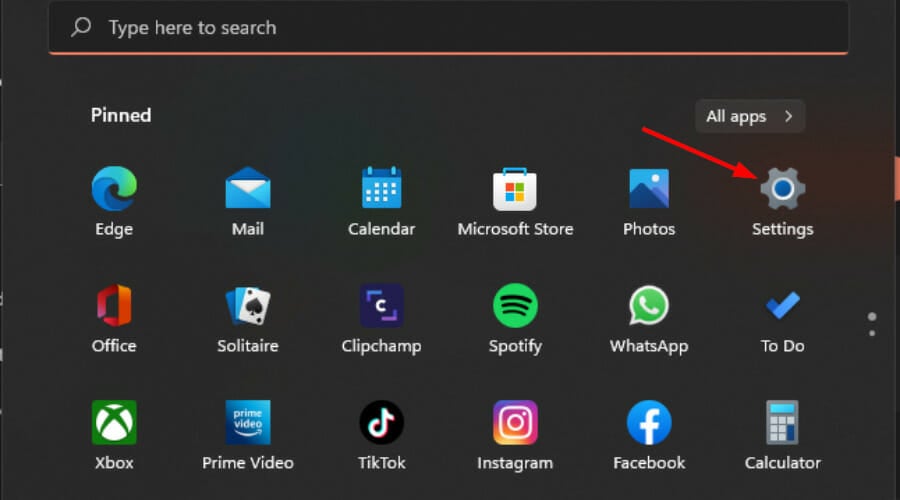 Type here to search
Pinned
All apps
Edge
Mail
Calendar
Microsoft Store
Photos
Settings
Office
Solitaire
Clipchamp
Spotify
WhatsApp
To Do
prime
video
Xbox
Prime Video
TikTok
Instagram
Facebook
Calculator